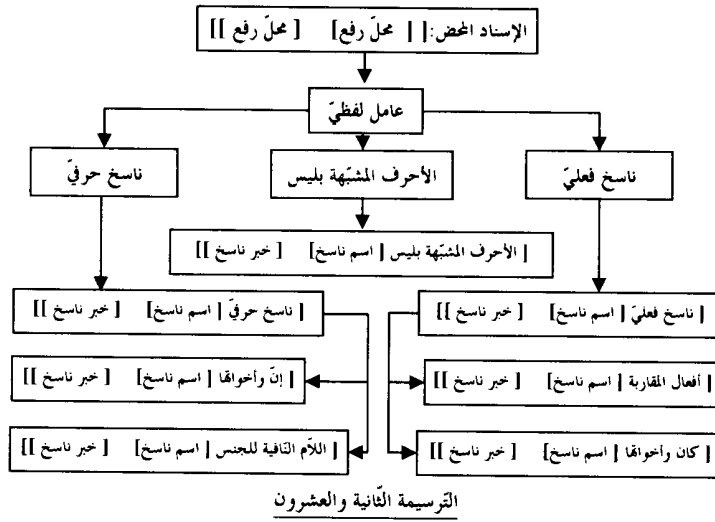 الإسناد المحض: [ [ محلّ رفع ] [ محلّ رفع ]]
عامل لفظيّ
ناسخ فعليّ
الأحرف المشبّهة بليس
ناسخ حرفيّ
[ الأحرف المشبّهة بليس [ اسم ناسخ ] [ خبر ناسخ ]]
[ ناسخ فعليّ [ اسم ناسخ ] [ خبر ناسخ ]]
[ ناسخ حرفيّ [ اسم ناسخ ] [ خبر ناسخ ]]
[ أفعال المقاربة [ اسم ناسخ ] [ خبر ناسخ ]]
[ إنّ وأخواتها [ اسم ناسخ ] [ خبر ناسخ ]]
[ كان وأخواتها [ اسم ناسخ ] [ خبر ناسخ ]]
[ اللاّم النّافية للجنس [ اسم ناسخ ] [ خبر ناسخ ]]
التّرسيمة الثّانية والعشرون